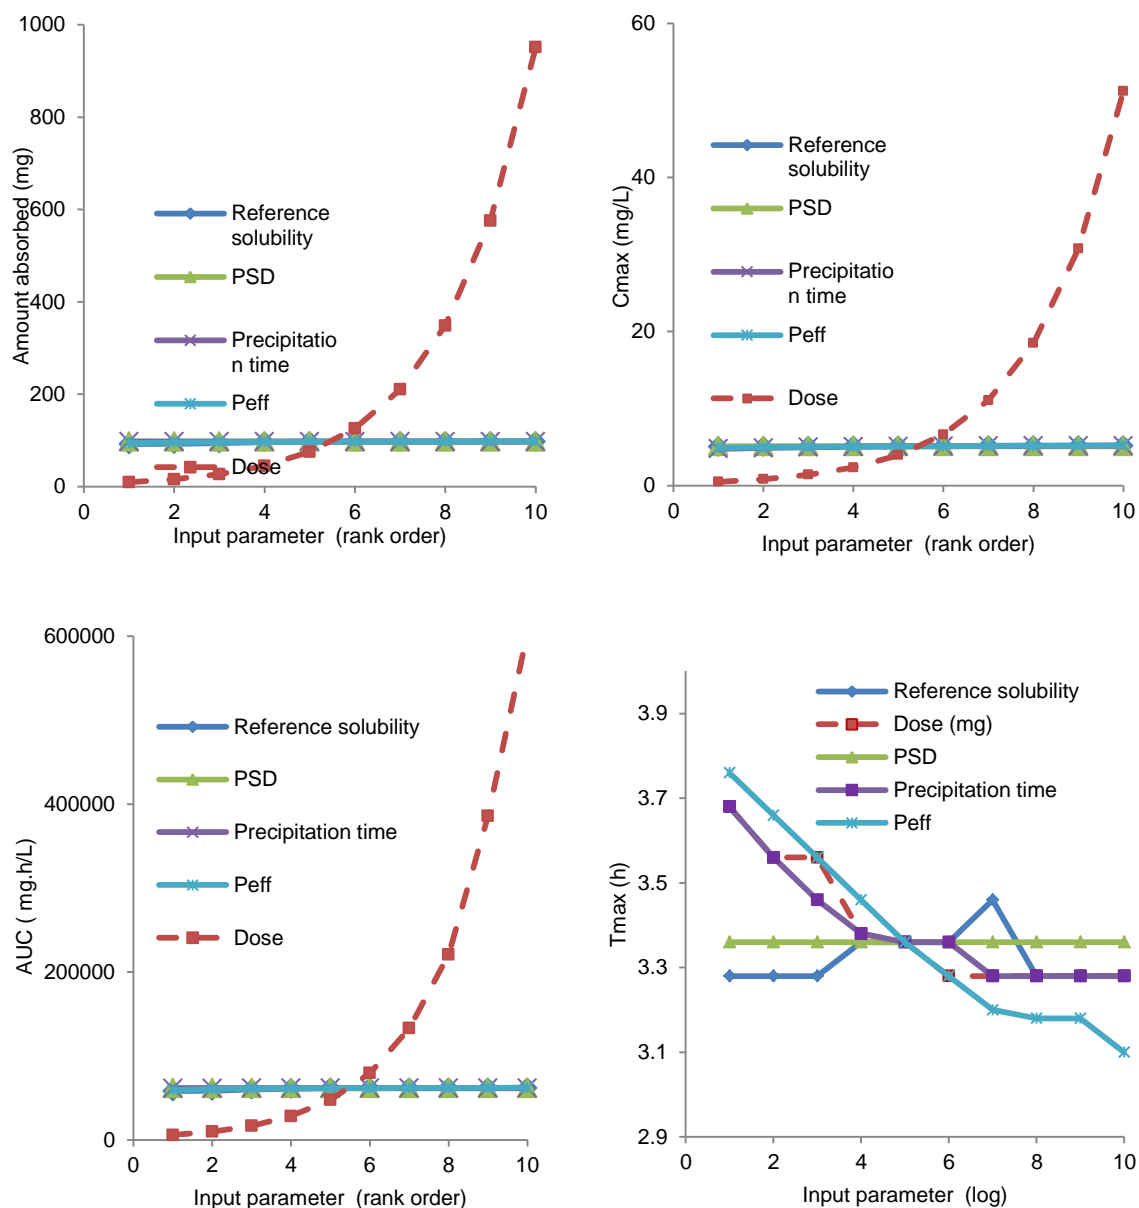 1000
800
600
400
200
0
Amount absorbed (mg)
Reference
solubility
PSD
Precipitatio
n time
Peff
Dose
0 2 4 6 8 10
Input parameter (rank order)
60
40
20
0
Cmax (mg/L)
Reference
solubility
PSD
Precipitatio
n time
Peff
Dose
0 2 4 6 8 10
Input parameter (rank order)
600000
400000
200000
0
AUC ( mg.h/L)
Reference solubility
PSD
Precipitation time
Peff
Dose
0 2 4 6 8 10
Input parameter (rank order)
3.9
3.7
3.5
3.3
3.1
2.9
Tmax (h)
Reference solubility
Dose (mg)
PSD
Precipitation time
Peff
0 2 4 6 8 10
Input parameter (log)